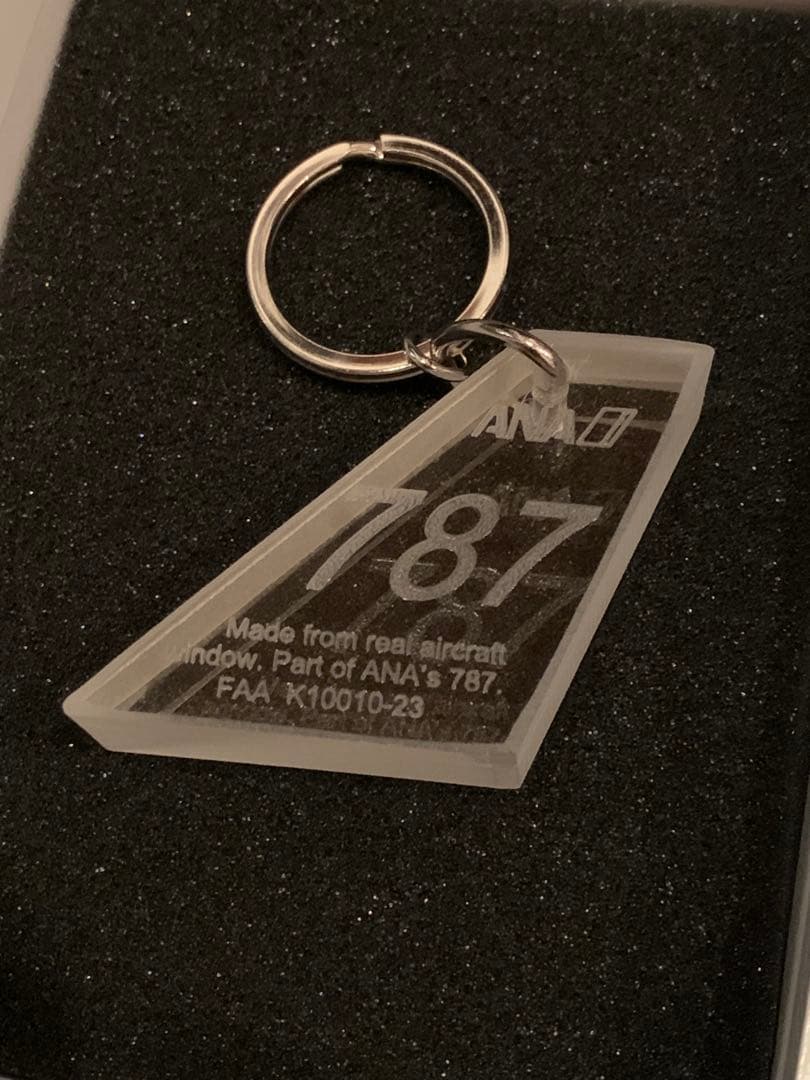 ANA
787
Made from real aircraft
window. Part of ANA's 787.
FAA K10010-23